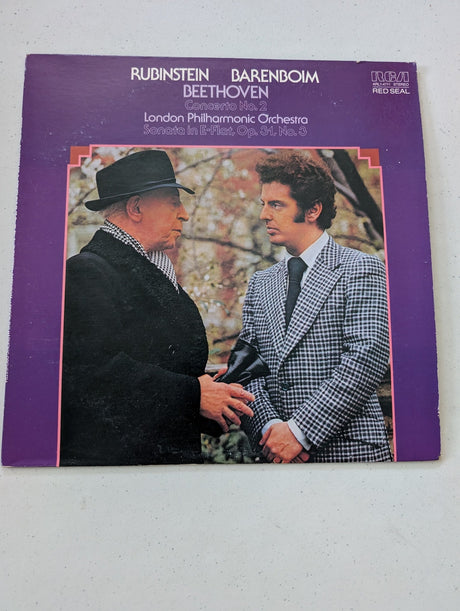 RUBINSTEIN BARENBOIM
BEETHOVEN
Concerto No. 2
London Philharmonic Orchestra
Sonata in E-Flat, Op. 31, No. 3
RCA
STEREO
RED SEAL